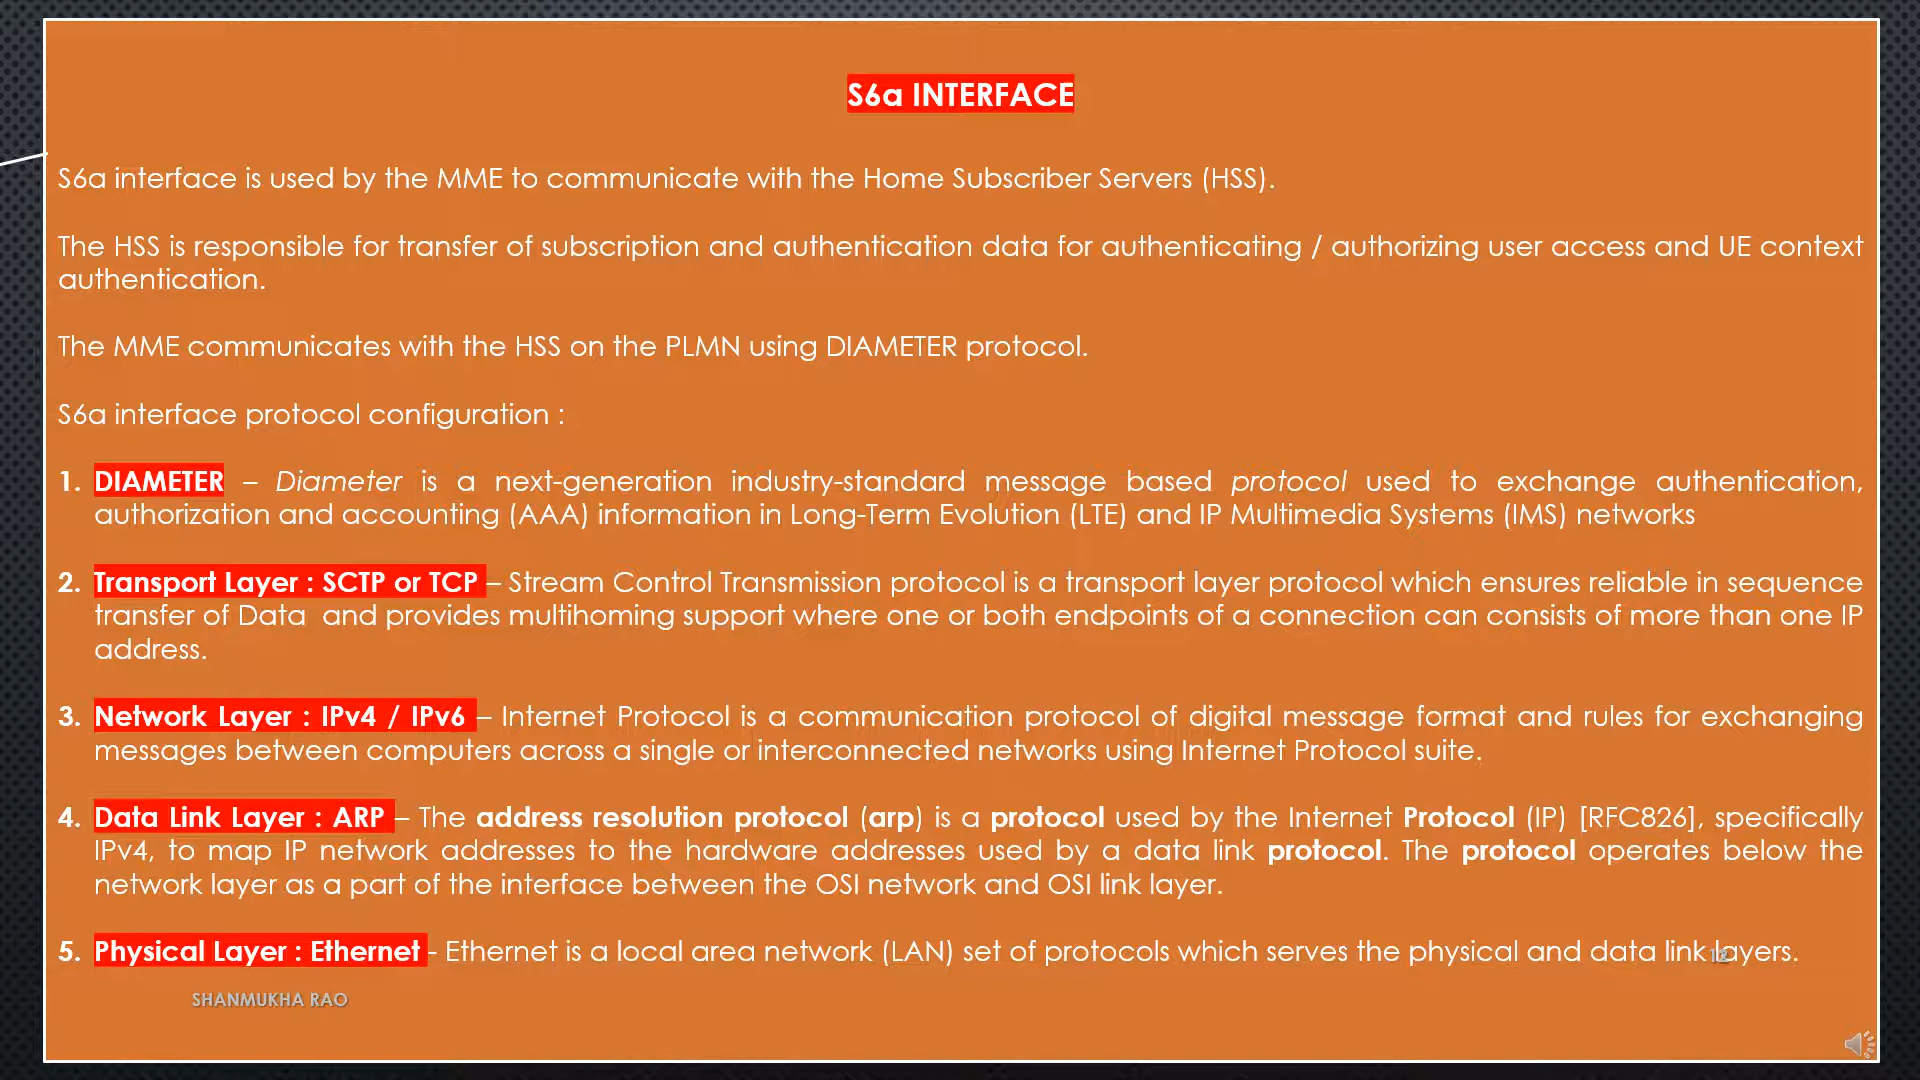 S6a INTERFACE
S6a interface is used by the MME to communicate with the Home Subscriber Servers (HSS).
The HSS is responsible for transfer of subscription and authentication data for authenticating / authorizing user access and UE context
authentication.
The MME communicates with the HSS on the PLMN using DIAMETER protocol.
S6a interface protocol configuration :
1. DIAMETER – Diameter is a next-generation industry-standard message based protocol used to exchange authentication,
authorization and accounting (AAA) information in Long-Term Evolution (LTE) and IP Multimedia Systems (IMS) networks
2. Transport Layer : SCTP or TCP – Stream Control Transmission protocol is a transport layer protocol which ensures reliable in sequence
transfer of Data and provides multihoming support where one or both endpoints of a connection can consists of more than one IP
address.
3. Network Layer : IPv4 / IPv6 – Internet Protocol is a communication protocol of digital message format and rules for exchanging
messages between computers across a single or interconnected networks using Internet Protocol suite.
4. Data Link Layer : ARP – The address resolution protocol (arp) is a protocol used by the Internet Protocol (IP) [RFC826], specifically
IPv4, to map IP network addresses to the hardware addresses used by a data link protocol. The protocol operates below the
network layer as a part of the interface between the OSI network and OSI link layer.
5. Physical Layer : Ethernet - Ethernet is a local area network (LAN) set of protocols which serves the physical and data link layers.
SHANMUKHA RAO